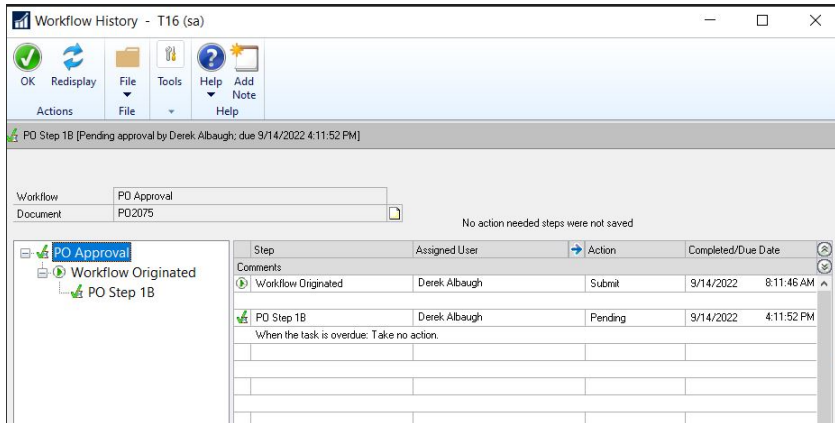 Workflow History - T16 (sa)
OK Redisplay File Tools Help Add Note
Actions File Help
PO Step 1B [Pending approval by Derek Albaugh; due 9/14/2022 4:11:52 PM]
Workflow PO Approval
Document PO2075
No action needed steps were not saved
PO Approval
Workflow Originated
PO Step 1B
Step Assigned User Action Completed/Due Date
Comments
Workflow Originated Derek Albaugh Submit 9/14/2022 8:11:46 AM
PO Step 1B Derek Albaugh Pending 9/14/2022 4:11:52 PM
When the task is overdue: Take no action.